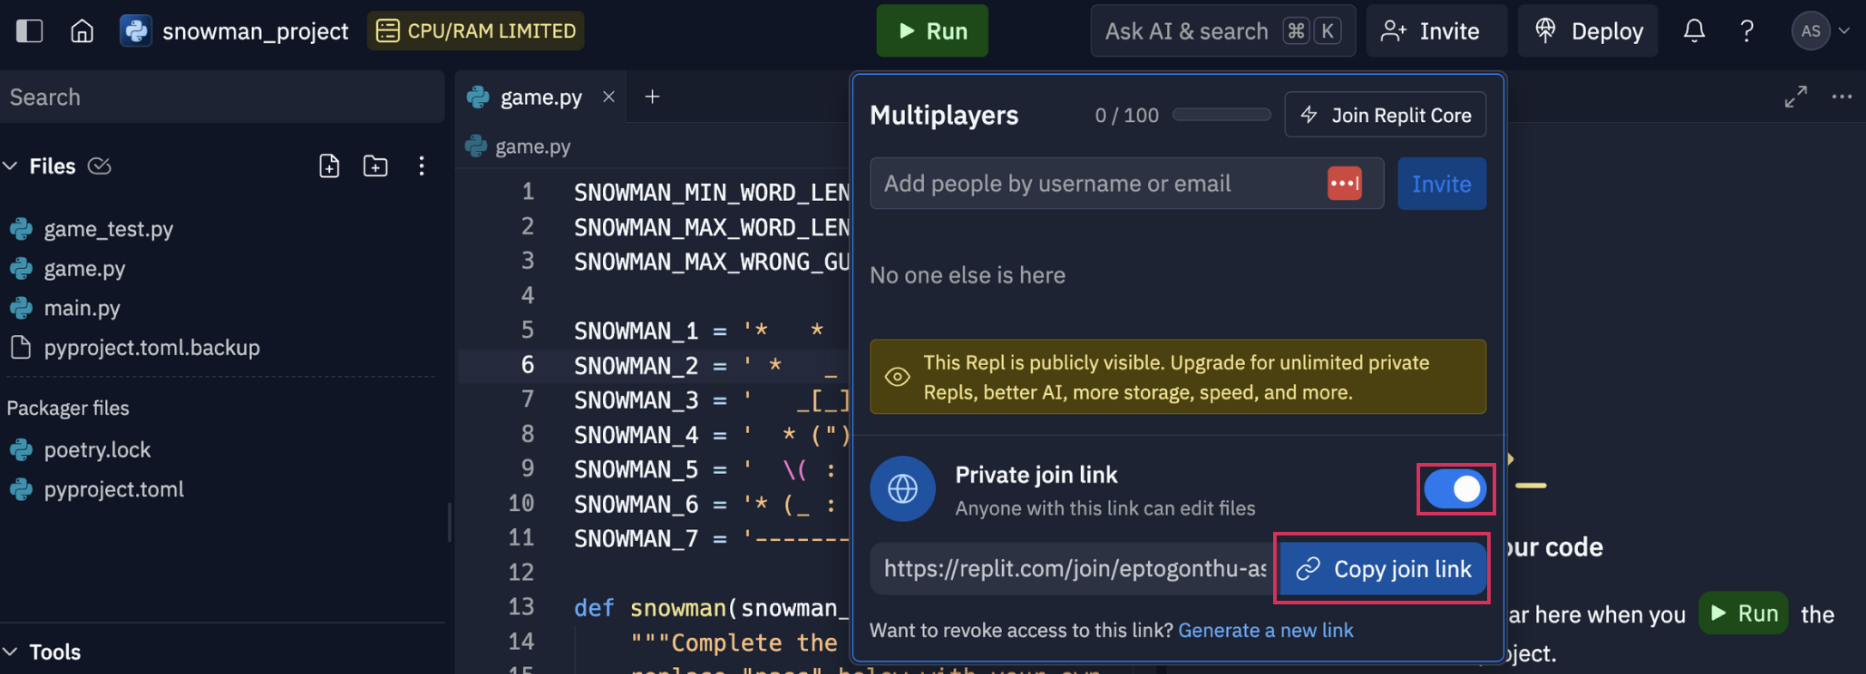 snowman_project
CPU/RAM LIMITED
Run
Ask AI & search ⌘ K
Invite
Deploy
?
AS
Search
Files
game_test.py
game.py
main.py
pyproject.toml.backup
Packager files
poetry.lock
pyproject.toml
Tools
game.py × +
game.py
1 SNOWMAN_MIN_WORD_LEN
2 SNOWMAN_MAX_WORD_LEN
3 SNOWMAN_MAX_WRONG_GU
4
5 SNOWMAN_1 = '*   *
6 SNOWMAN_2 = ' *   _
7 SNOWMAN_3 = '   _[_]
8 SNOWMAN_4 = '  * (")
9 SNOWMAN_5 = '  \( :
10 SNOWMAN_6 = '* (_ :
11 SNOWMAN_7 = '-------
12
13 def snowman(snowman_
14 """Complete the
15 replace "pass" below with your own
Multiplayers
0 / 100
Join Replit Core
Add people by username or email
Invite
No one else is here
This Repl is publicly visible. Upgrade for unlimited private
Repls, better AI, more storage, speed, and more.
Private join link
Anyone with this link can edit files
https://replit.com/join/eptogonthu-as
Copy join link
Want to revoke access to this link? Generate a new link
our code
ar here when you Run the
oject.